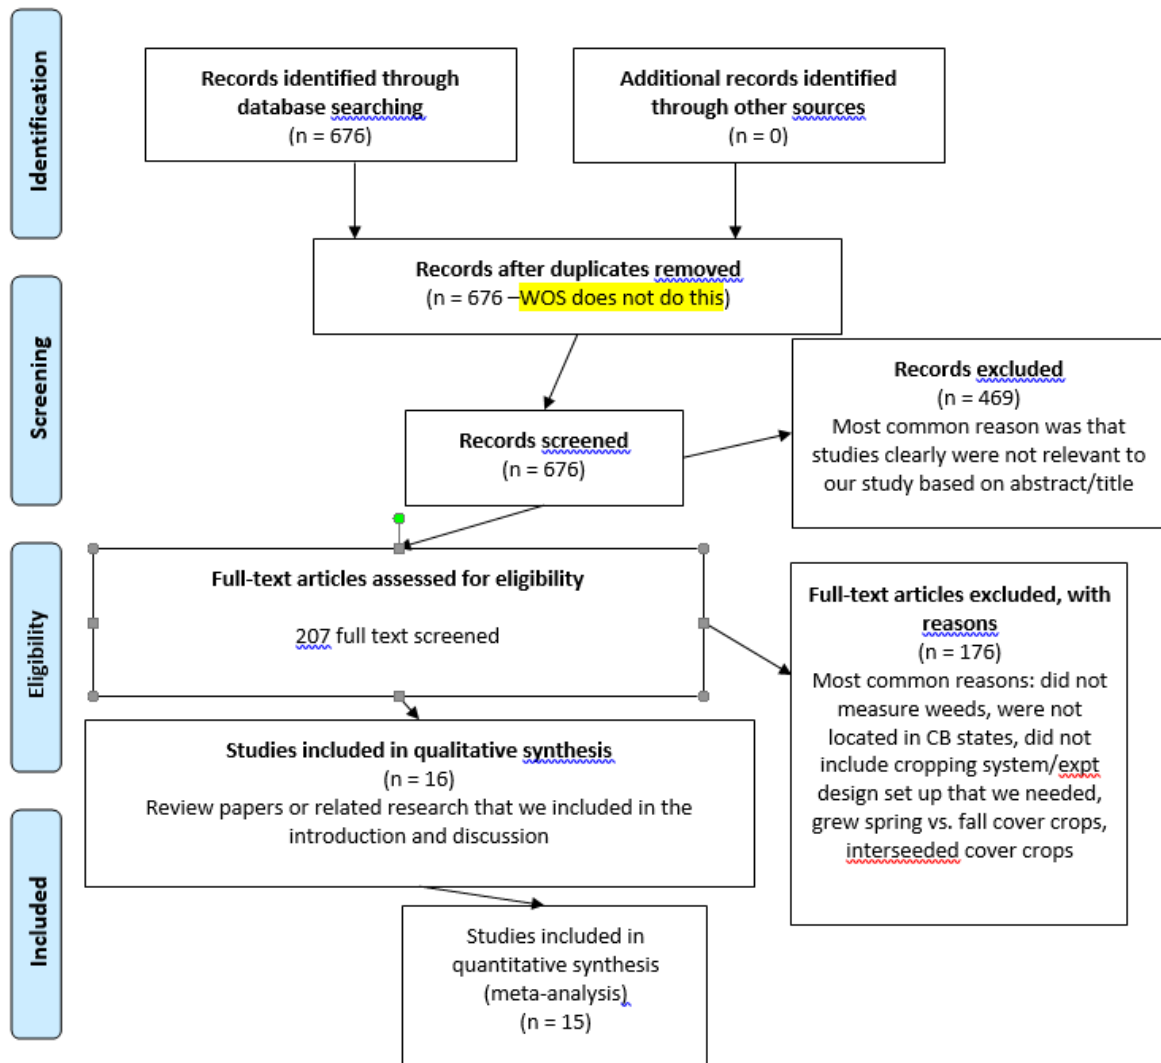 Identification
Records identified through
database searching
(n = 676)
Additional records identified
through other sources
(n = 0)
Records after duplicates removed
(n = 676 –WOS does not do this)
Screening
Records screened
(n = 676)
Records excluded
(n = 469)
Most common reason was that
studies clearly were not relevant to
our study based on abstract/title
Eligibility
Full-text articles assessed for eligibility
207 full text screened
Full-text articles excluded, with
reasons
(n = 176)
Most common reasons: did not
measure weeds, were not
located in CB states, did not
include cropping system/expt
design set up that we needed,
grew spring vs. fall cover crops,
interseeded cover crops
Studies included in qualitative synthesis
(n = 16)
Review papers or related research that we included in the
introduction and discussion
Included
Studies included in
quantitative synthesis
(meta-analysis)
(n = 15)